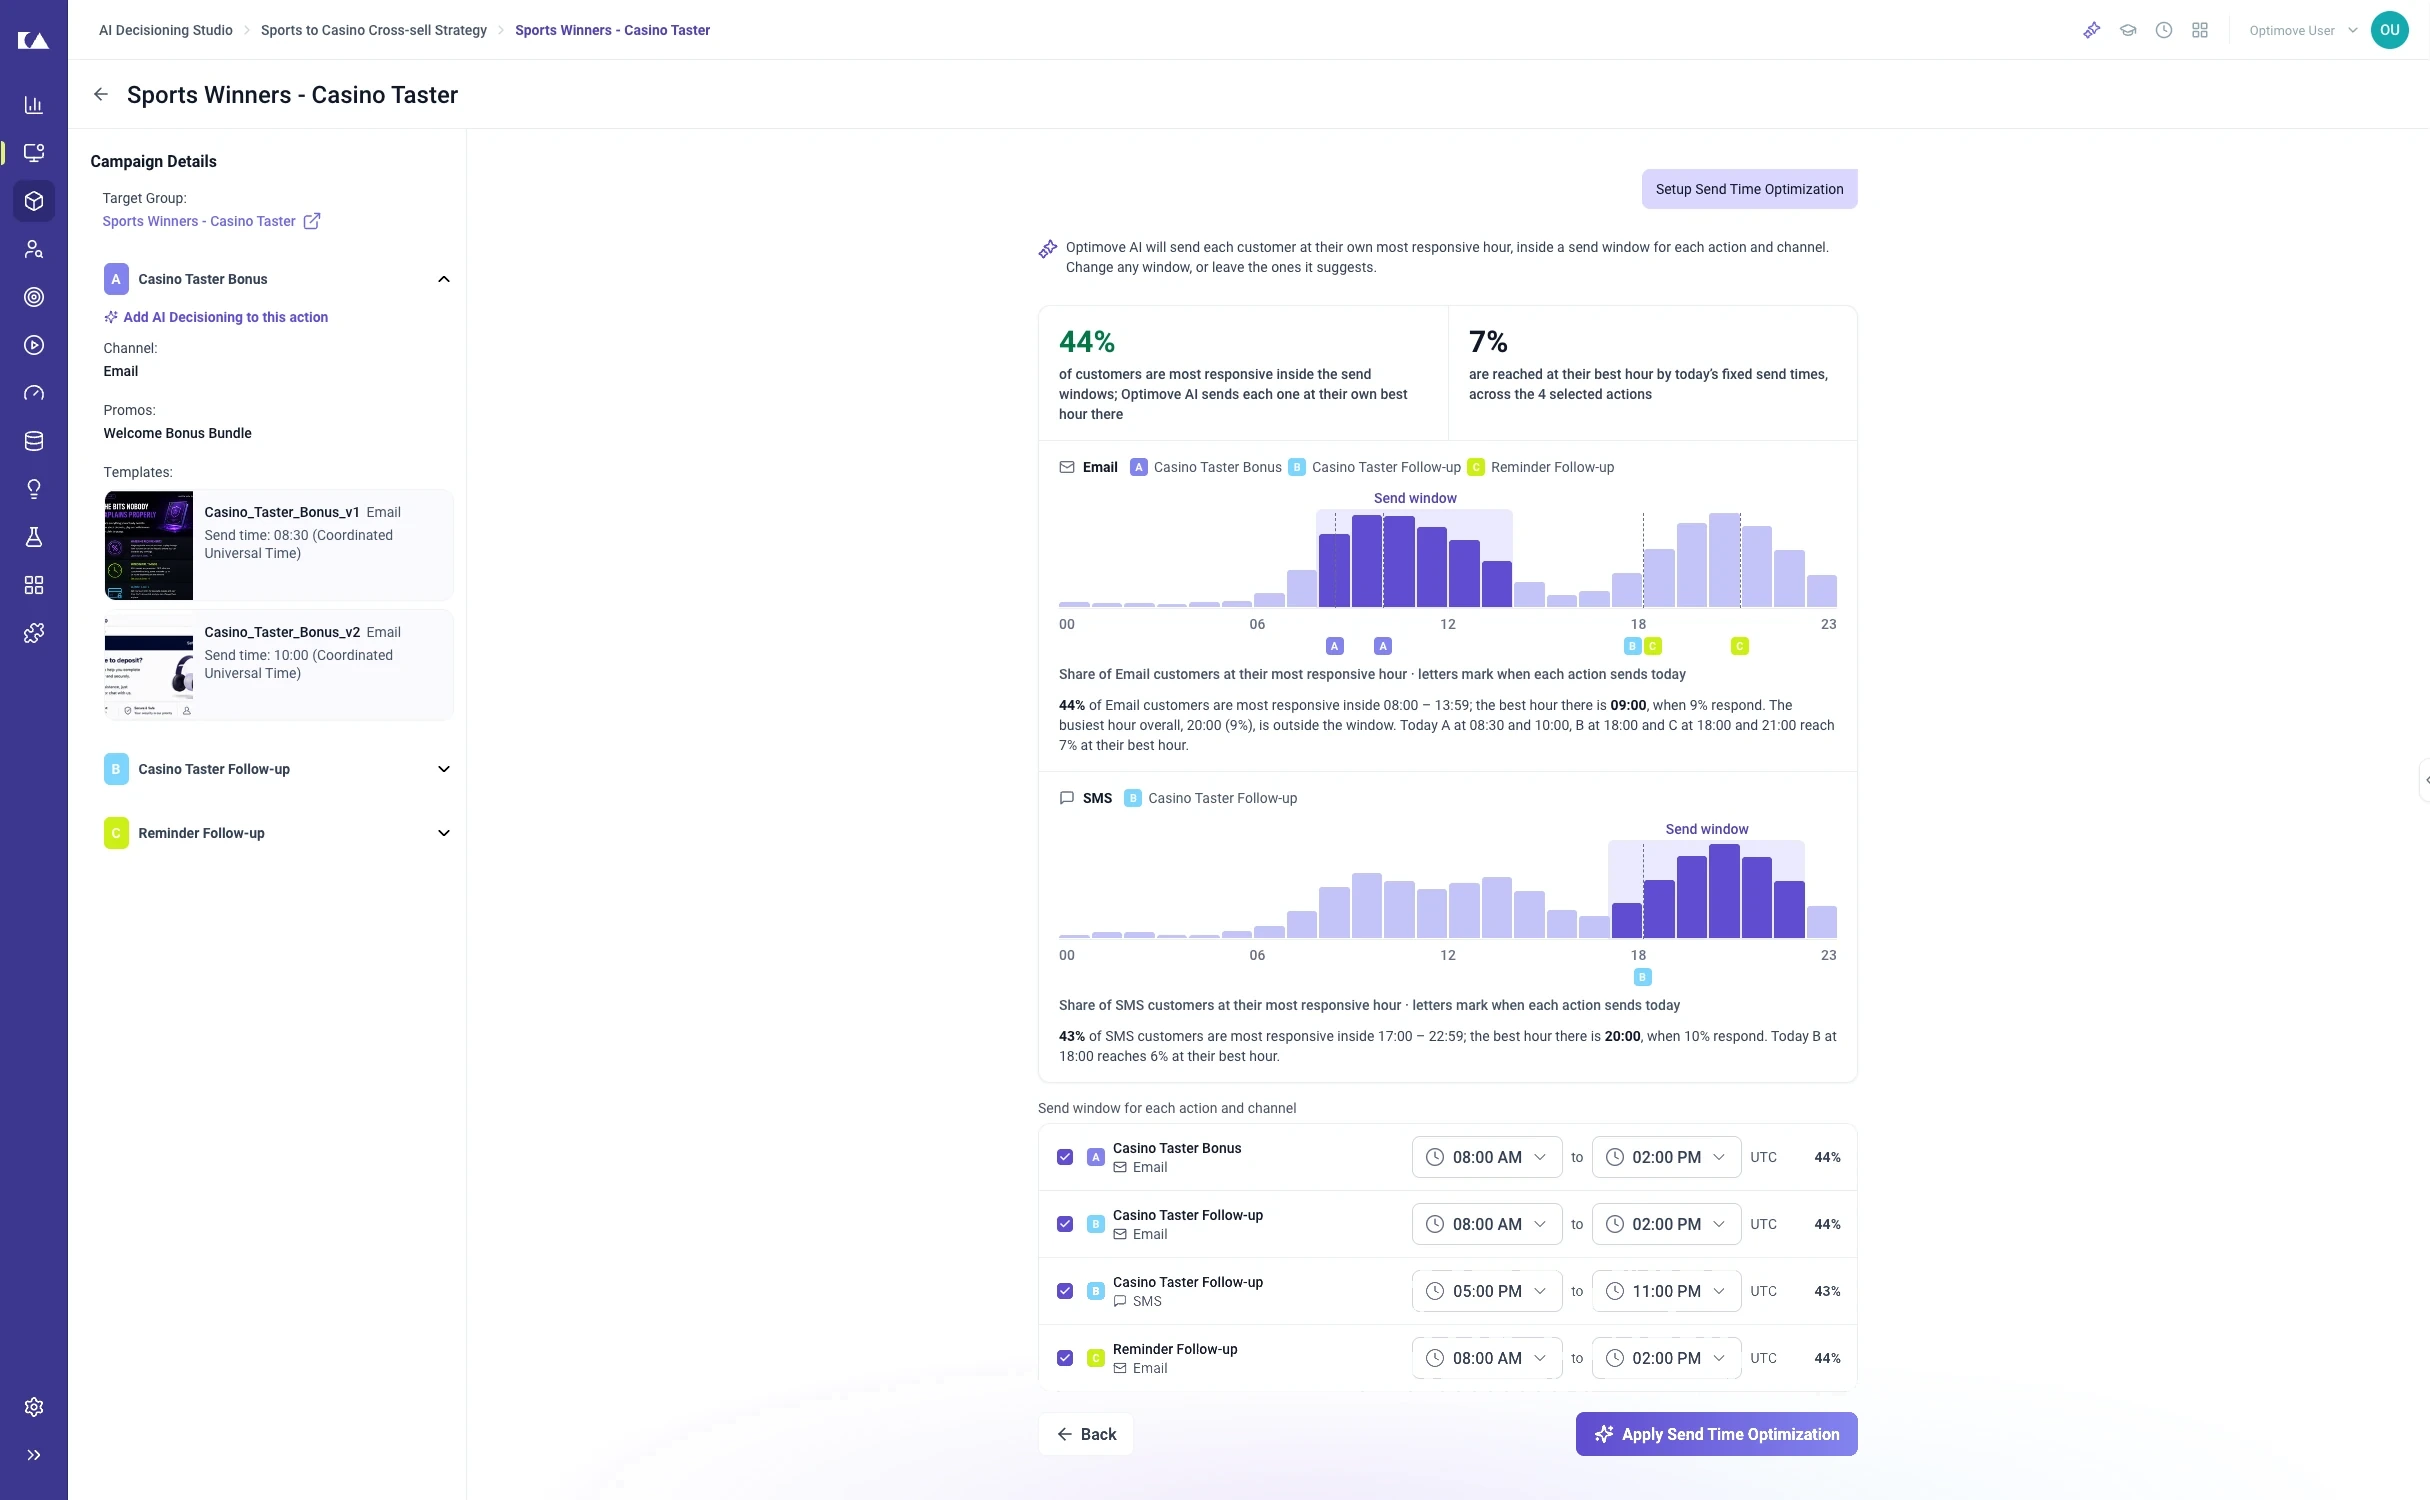 AI Decisioning Studio > Sports to Casino Cross-sell Strategy > Sports Winners - Casino Taster
Optimove User
OU
Sports Winners - Casino Taster
Campaign Details
Target Group:
Sports Winners - Casino Taster
A Casino Taster Bonus
Add AI Decisioning to this action
Channel:
Email
Promos:
Welcome Bonus Bundle
Templates:
Casino_Taster_Bonus_v1 Email
Send time: 08:30 (Coordinated
Universal Time)
Casino_Taster_Bonus_v2 Email
Send time: 10:00 (Coordinated
Universal Time)
B Casino Taster Follow-up
C Reminder Follow-up
Setup Send Time Optimization
Optimove AI will send each customer at their own most responsive hour, inside a send window for each action and channel.
Change any window, or leave the ones it suggests.
44%
of customers are most responsive inside the send
windows; Optimove AI sends each one at their own best
hour there
7%
are reached at their best hour by today's fixed send times,
across the 4 selected actions
Email A Casino Taster Bonus B Casino Taster Follow-up C Reminder Follow-up
Send window
00 06 12 18 23
A A B C C
Share of Email customers at their most responsive hour · letters mark when each action sends today
44% of Email customers are most responsive inside 08:00 – 13:59; the best hour there is 09:00, when 9% respond. The
busiest hour overall, 20:00 (9%), is outside the window. Today A at 08:30 and 10:00, B at 18:00 and C at 18:00 and 21:00 reach
7% at their best hour.
SMS B Casino Taster Follow-up
Send window
00 06 12 18 23
B
Share of SMS customers at their most responsive hour · letters mark when each action sends today
43% of SMS customers are most responsive inside 17:00 – 22:59; the best hour there is 20:00, when 10% respond. Today B at
18:00 reaches 6% at their best hour.
Send window for each action and channel
A Casino Taster Bonus
Email
08:00 AM to 02:00 PM UTC 44%
B Casino Taster Follow-up
Email
08:00 AM to 02:00 PM UTC 44%
B Casino Taster Follow-up
SMS
05:00 PM to 11:00 PM UTC 43%
C Reminder Follow-up
Email
08:00 AM to 02:00 PM UTC 44%
Back
Apply Send Time Optimization